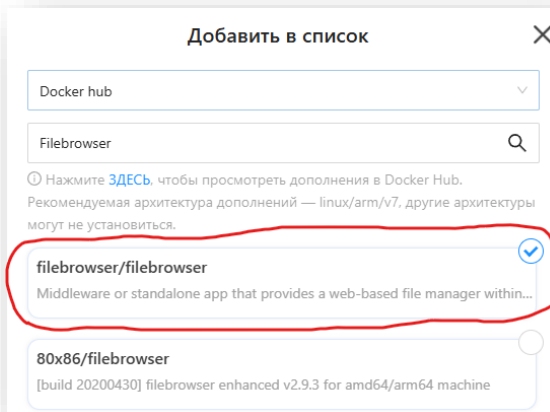 Добавить в список
Docker hub
Filebrowser
Нажмите ЗДЕСЬ, чтобы просмотреть дополнения в Docker Hub.
Рекомендуемая архитектура дополнений — linux/arm/v7, другие архитектуры
могут не установиться.
filebrowser/filebrowser
Middleware or standalone app that provides a web-based file manager within...
80x86/filebrowser
[build 20200430] filebrowser enhanced v2.9.3 for amd64/arm64 machine